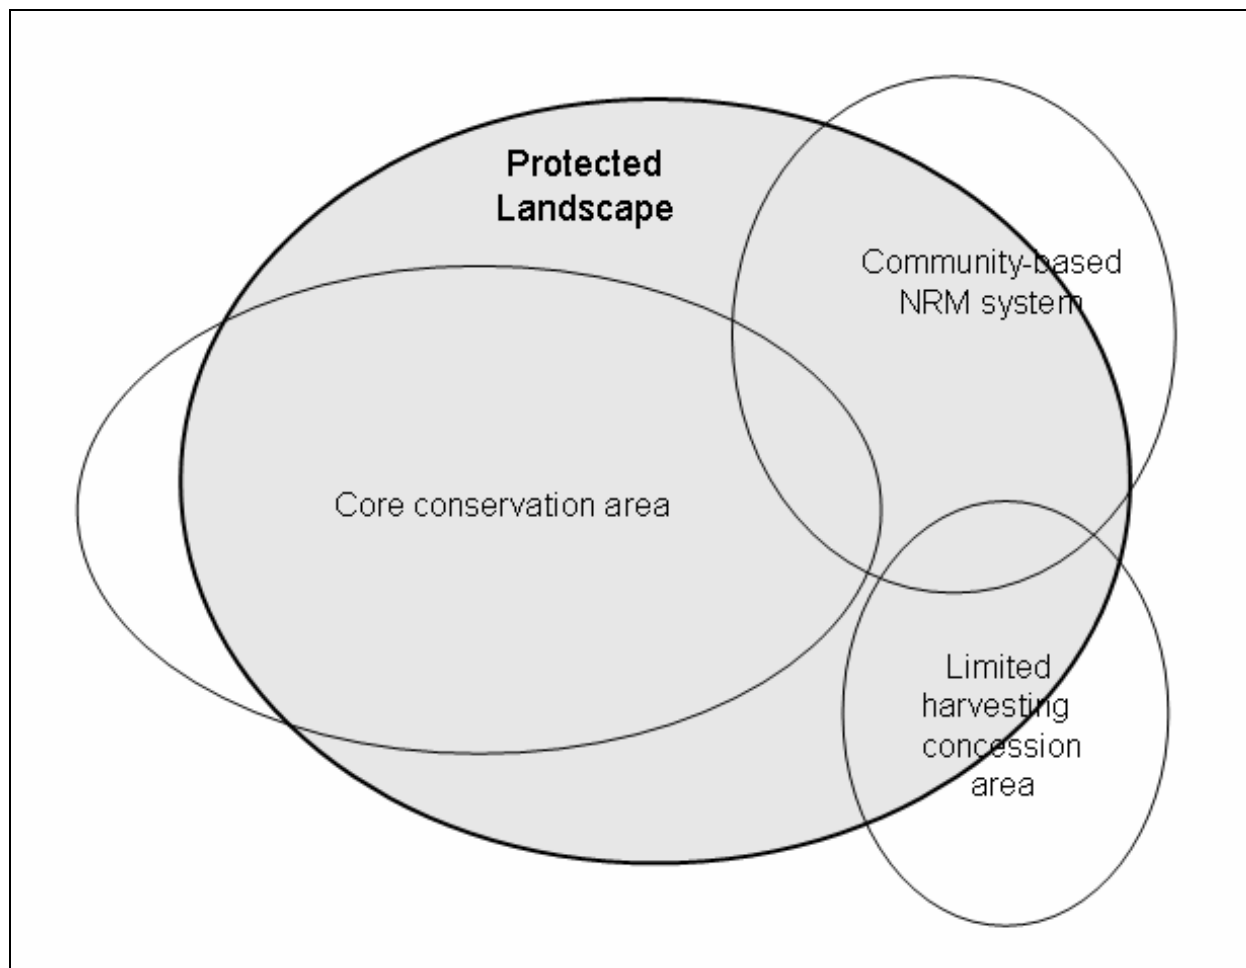 Protected
Landscape
Community-based
NRM system
Core conservation area
Limited
harvesting
concession
area